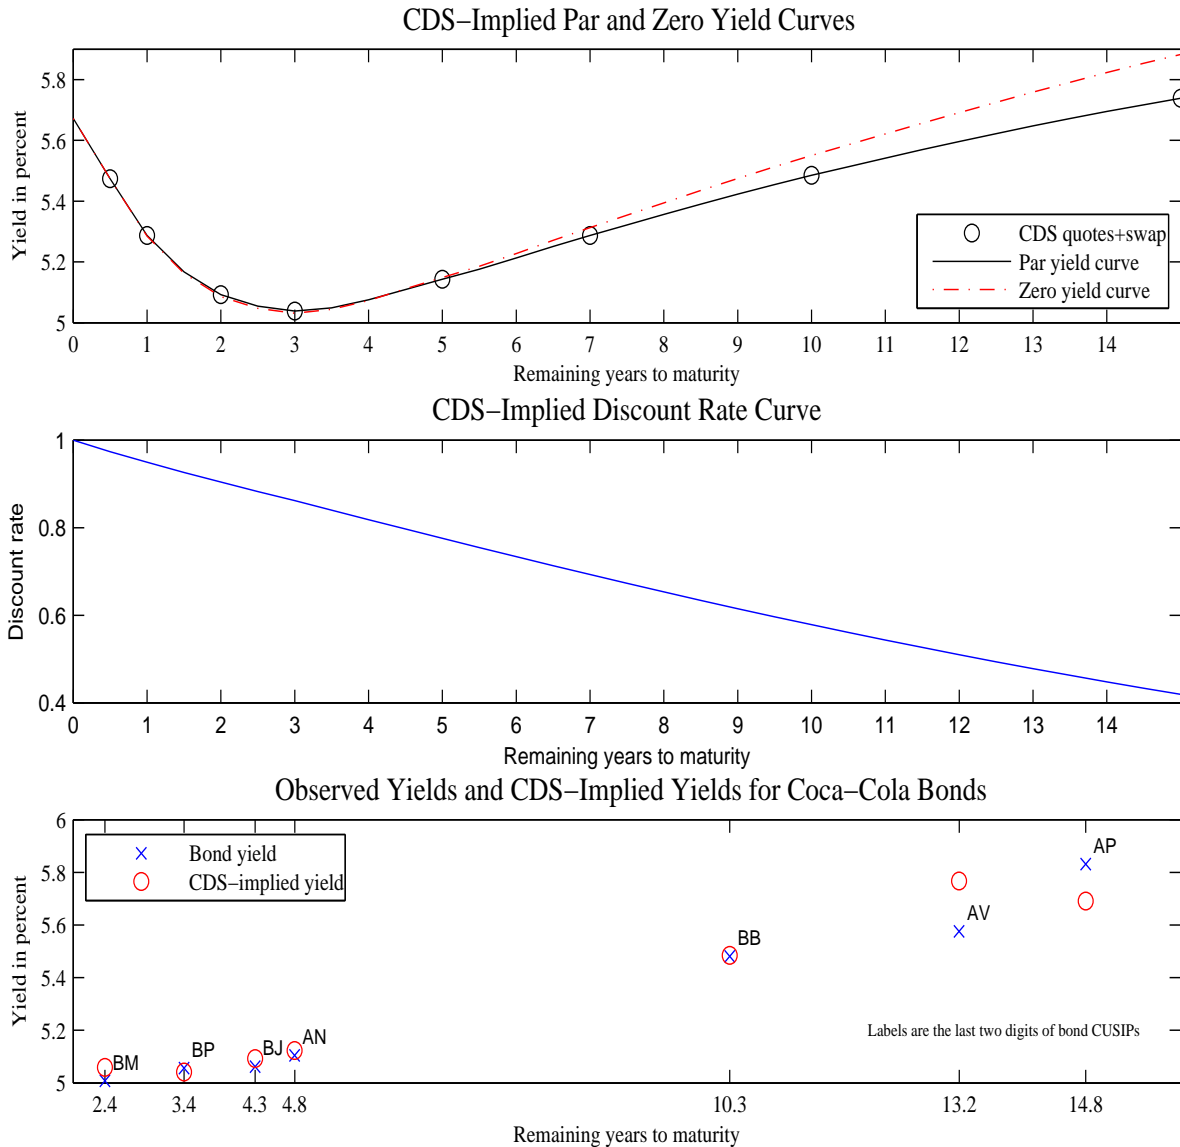 CDS−Implied Par and Zero Yield Curves
Yield in percent
5.8
5.6
5.4
5.2
5
0 1 2 3 4 5 6 7 8 9 10 11 12 13 14
Remaining years to maturity
CDS quotes+swap
Par yield curve
Zero yield curve
CDS−Implied Discount Rate Curve
Discount rate
1
0.8
0.6
0.4
0 1 2 3 4 5 6 7 8 9 10 11 12 13 14
Remaining years to maturity
Observed Yields and CDS−Implied Yields for Coca−Cola Bonds
Yield in percent
6
5.8
5.6
5.4
5.2
5
Bond yield
CDS−implied yield
BM
BP
BJ
AN
BB
AV
AP
Labels are the last two digits of bond CUSIPs
2.4 3.4 4.3 4.8 10.3 13.2 14.8
Remaining years to maturity